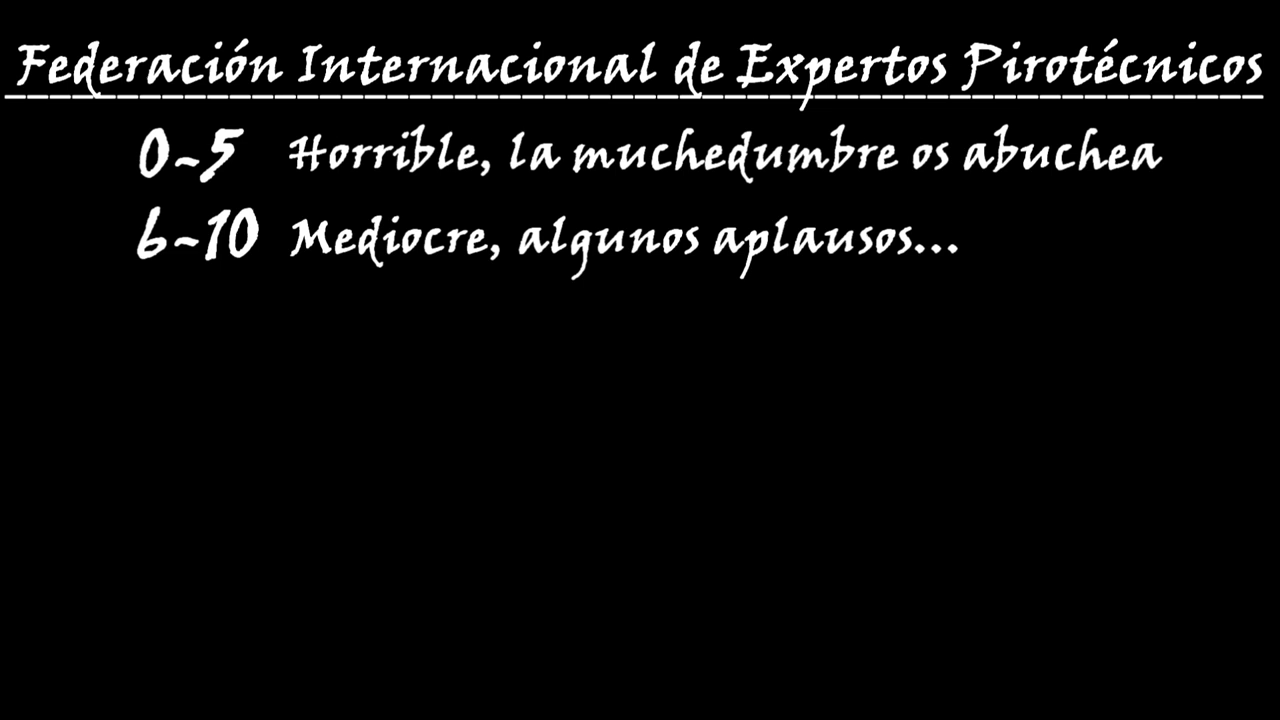 Federación Internacional de Expertos Pirotécnicos
0-5 Horrible, la muchedumbre os abuchea
6-10 Mediocre, algunos aplausos...